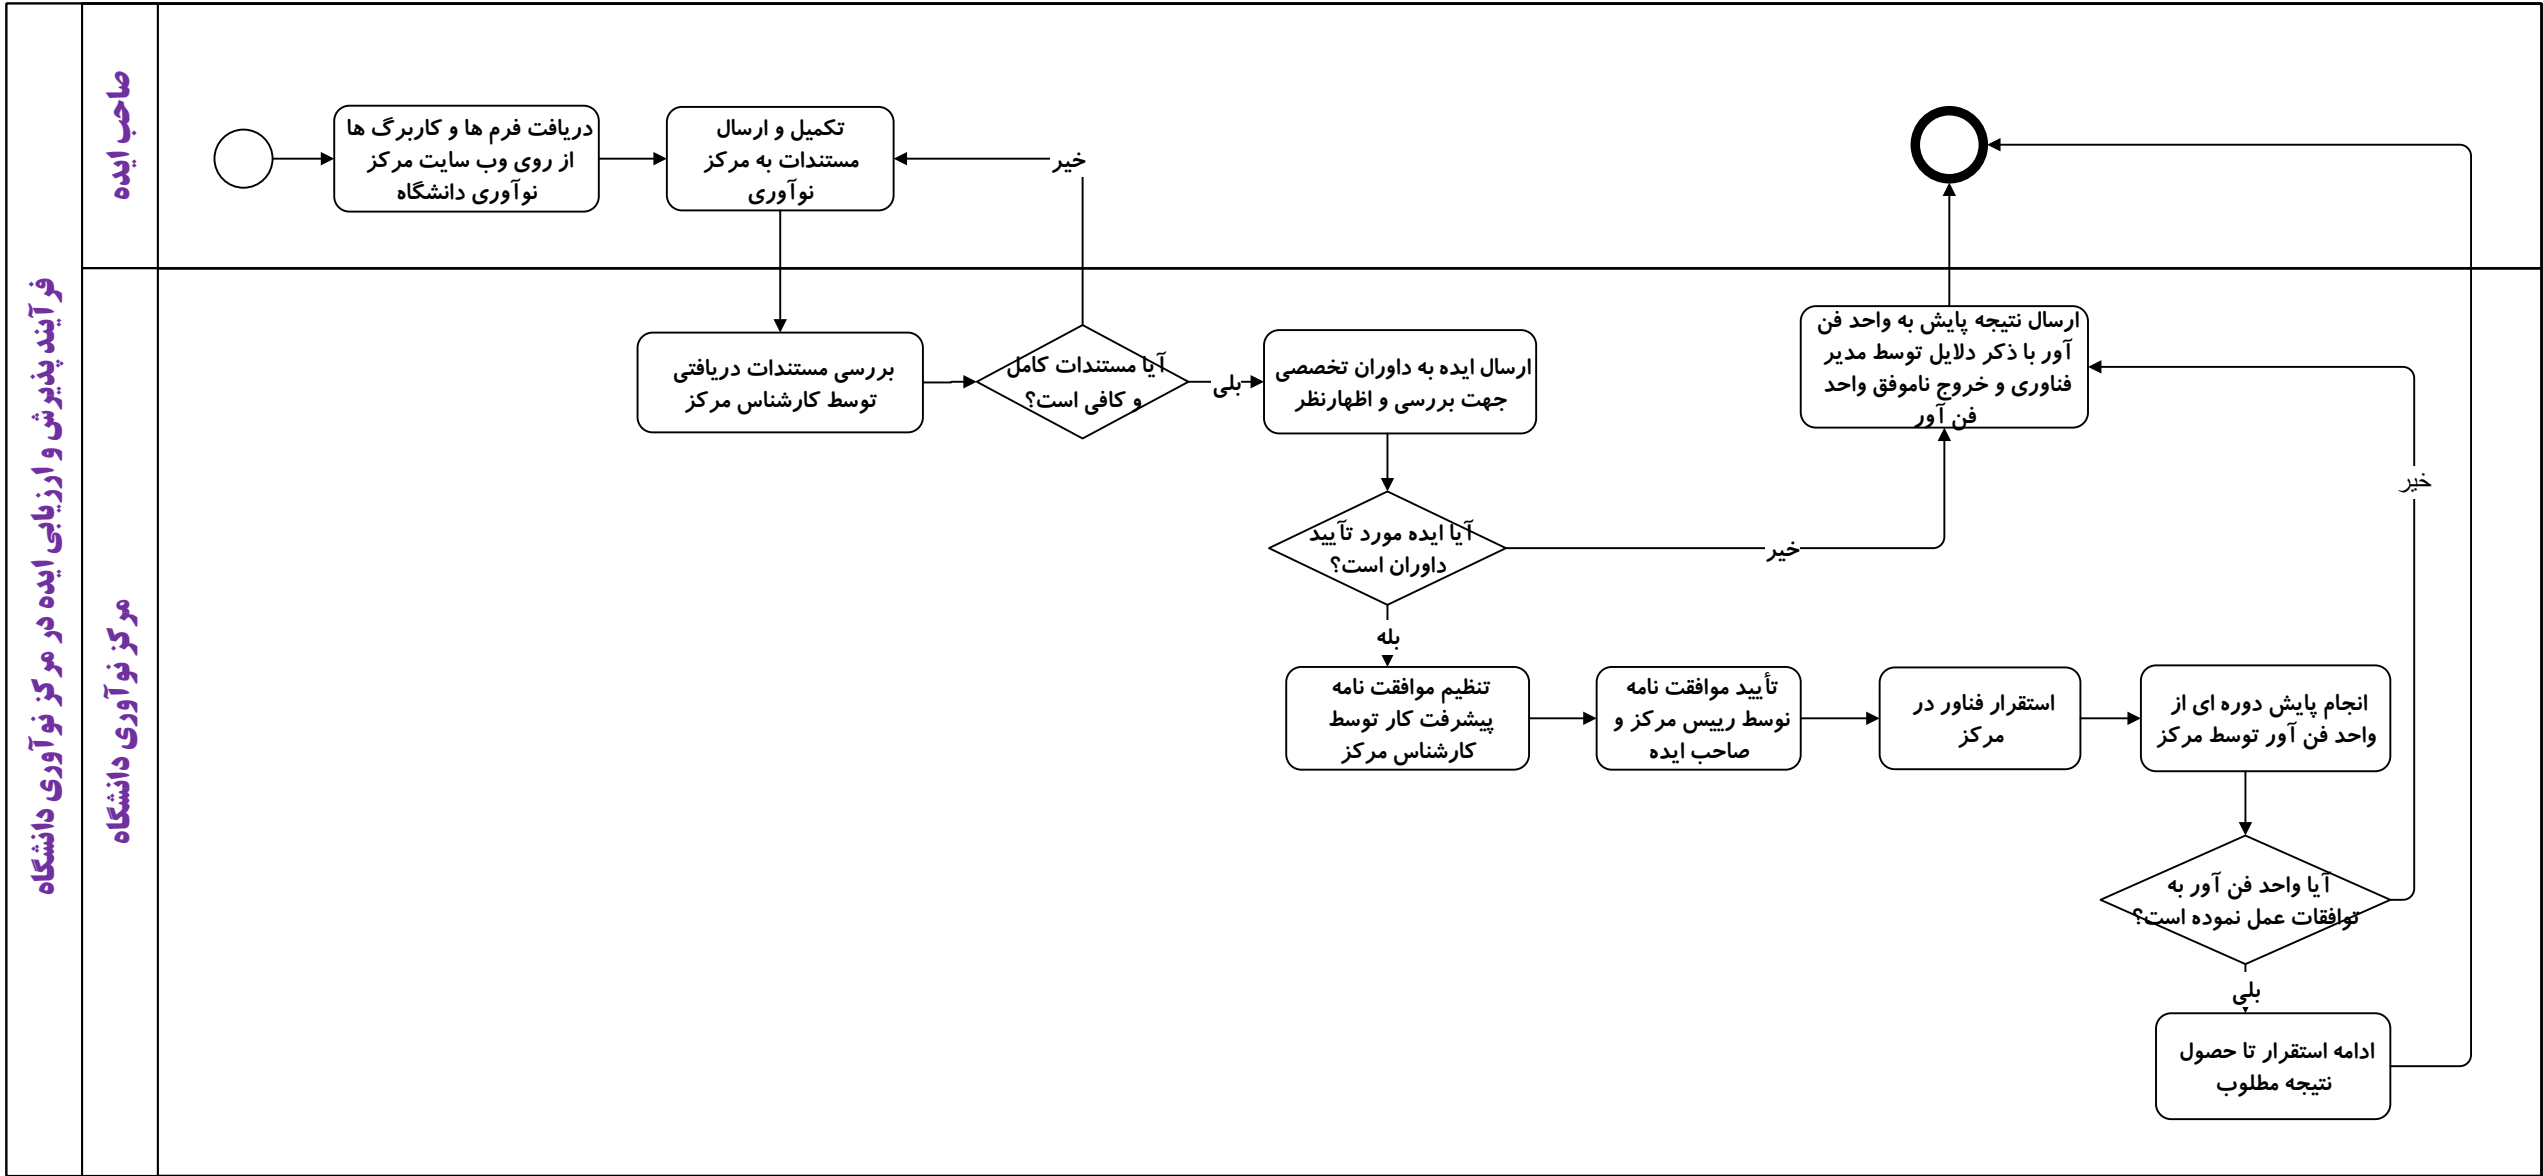 فرآیند پذیرش و ارزیابی ایده در مرکز نوآوری دانشگاه
صاحب ایده
دریافت فرم ها و کاربرگ ها
از روی وب سایت مرکز
نوآوری دانشگاه
تکمیل و ارسال
مستندات به مرکز
نوآوری
خیر
مرکز نوآوری دانشگاه
بررسی مستندات دریافتی
توسط کارشناس مرکز
آیا مستندات کامل
و کافی است؟
بلی
ارسال ایده به داوران تخصصی
جهت بررسی و اظهارنظر
ارسال نتیجه پایش به واحد فن
آور با ذکر دلایل توسط مدیر
فناوری و خروج ناموفق واحد
فن آور
خیر
آیا ایده مورد تآیید
داوران است؟
خیر
بله
تنظیم موافقت نامه
پیشرفت کار توسط
کارشناس مرکز
تأیید موافقت نامه
نوسط رییس مرکز و
صاحب ایده
استقرار فناور در
مرکز
انجام پایش دوره ای از
واحد فن آور توسط مرکز
آیا واحد فن آور به
توافقات عمل نموده است؟
بلی
ادامه استقرار تا حصول
نتیجه مطلوب